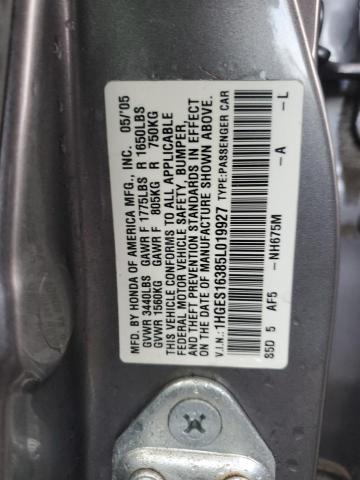 MFD. BY HONDA OF AMERICA MFG., INC. 05/'05
GVWR 3440LBS GAWR F 1775LBS R 1650LBS
GVWR 1560KG GAWR F 805KG R 750KG
THIS VEHICLE CONFORMS TO ALL APPLICABLE
FEDERAL MOTOR VEHICLE SAFETY, BUMPER,
AND THEFT PREVENTION STANDARDS IN EFFECT
ON THE DATE OF MANUFACTURE SHOWN ABOVE.
V.I.N.: 1HGES16385L019927 TYPE:PASSENGER CAR
85D 5 AF5 -NH675M -A -L